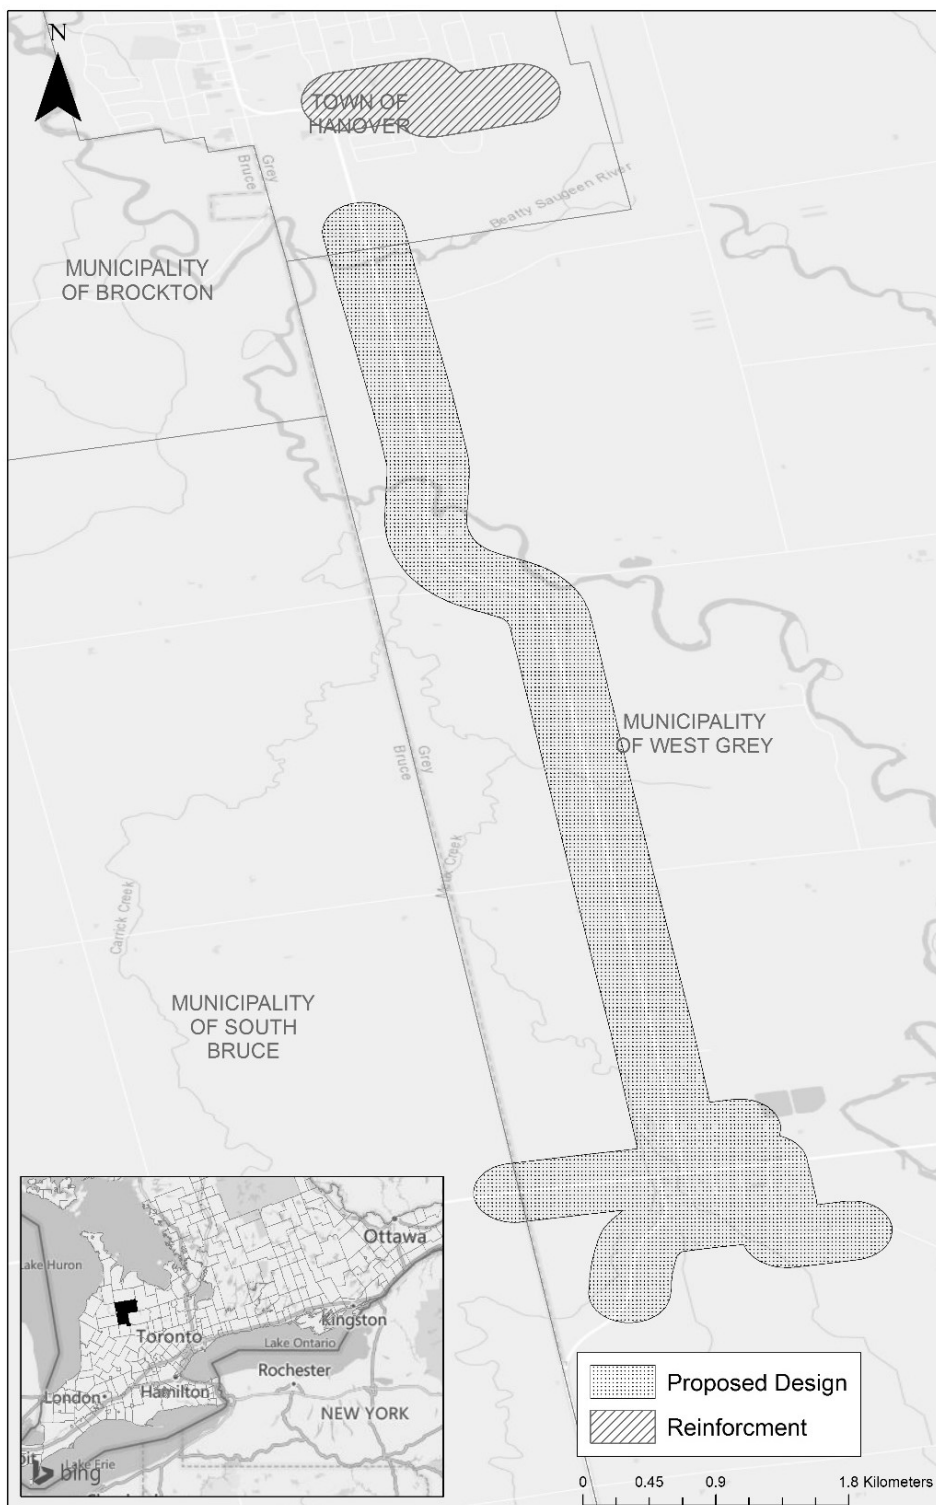 N
TOWN OF
HANOVER
Grey
Bruce
Beatty Saugeen River
MUNICIPALITY
OF BROCKTON
MUNICIPALITY
OF WEST GREY
Grey
Bruce
Creek
Carrick Creek
MUNICIPALITY
OF SOUTH
BRUCE
Ottawa
Lake Huron
Kingston
Toronto
Lake Ontario
Rochester
Hamilton
London
NEW YORK
Lake Erie
bing
Proposed Design
Reinforcment
0 0.45 0.9 1.8 Kilometers